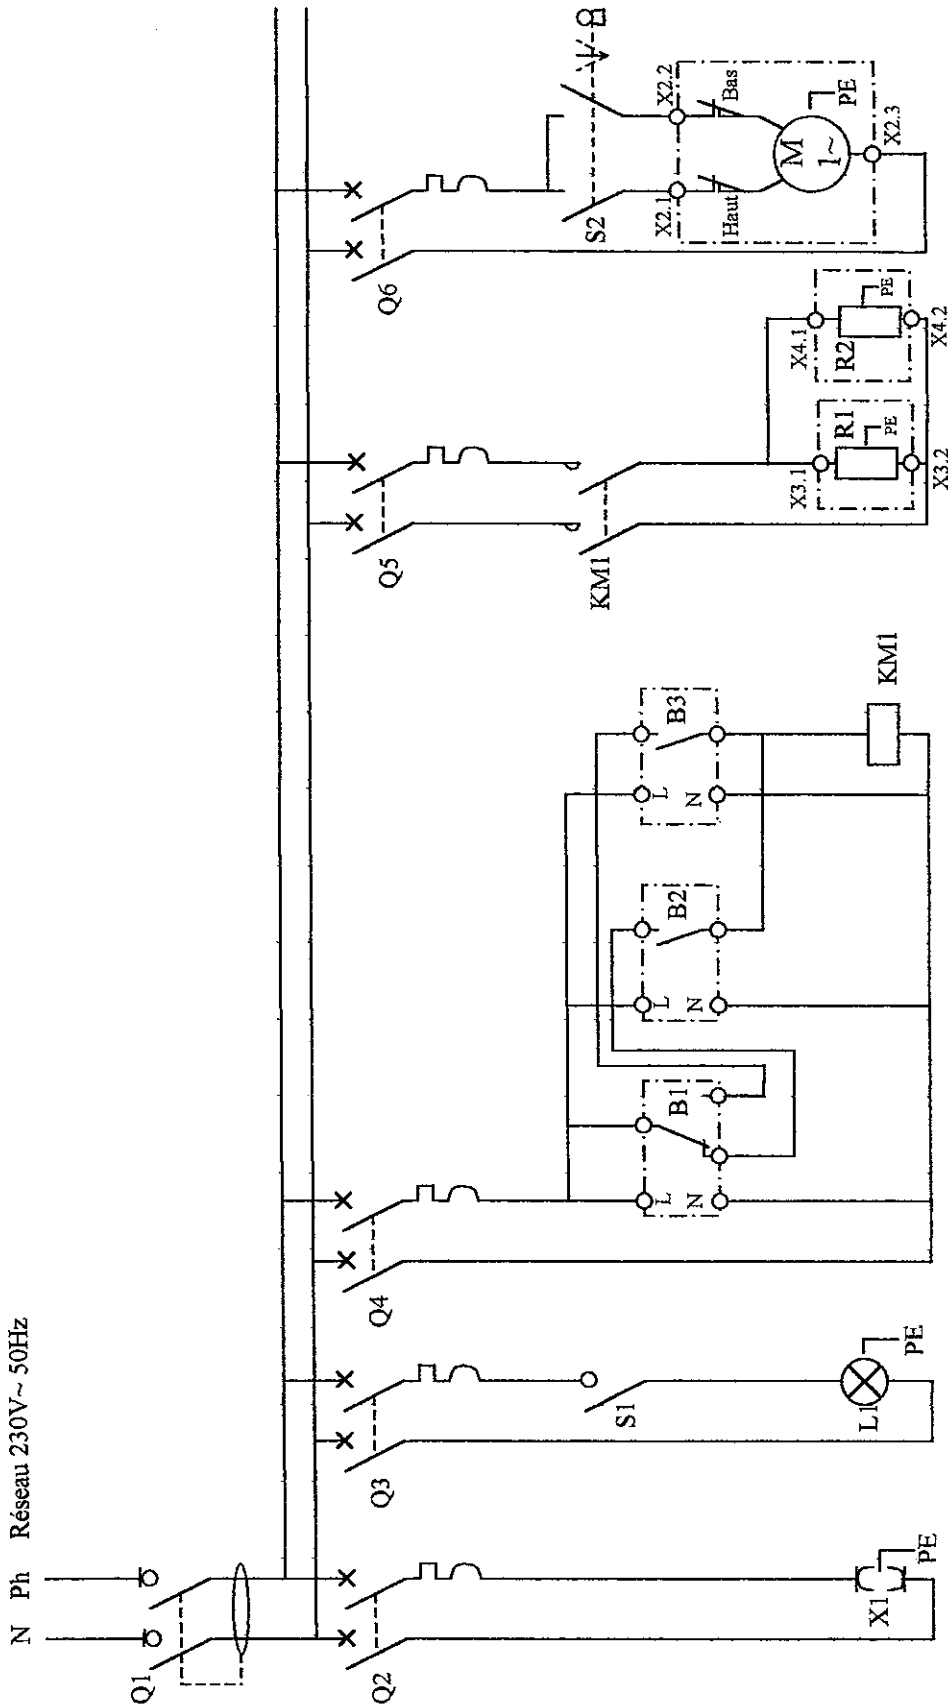 N Ph Réseau 230V~ 50Hz
Q1
Q2
X1
PE
Q3
S1
L1
PE
Q4
L
N
B1
L
N
B2
L
N
B3
KM1
Q5
KM1
X3.1
R1
PE
X3.2
X4.1
R2
PE
X4.2
Q6
S2
X2.1
X2.2
Haut
Bas
M
1~
PE
X2.3